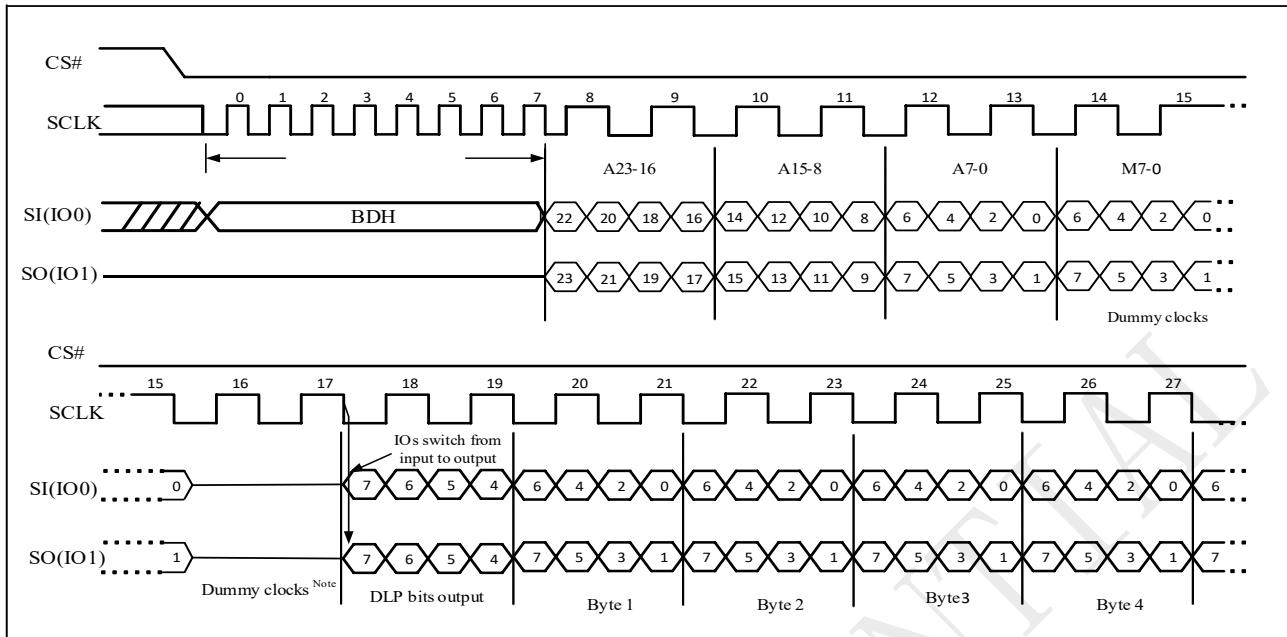 CS#
0 1 2 3 4 5 6 7 8 9 10 11 12 13 14 15
SCLK
A23-16 A15-8 A7-0 M7-0
SI(IO0) BDH 22 20 18 16 14 12 10 8 6 4 2 0 6 4 2 0
SO(IO1) 23 21 19 17 15 13 11 9 7 5 3 1 7 5 3 1
Dummy clocks
CS#
15 16 17 18 19 20 21 22 23 24 25 26 27
SCLK
IOs switch from
input to output
SI(IO0) 0 7 6 5 4 6 4 2 0 6 4 2 0 6 4 2 0 6 4 2 0 6
SO(IO1) 1 7 6 5 4 7 5 3 1 7 5 3 1 7 5 3 1 7 5 3 1 7
Dummy clocks Note DLP bits output Byte 1 Byte 2 Byte3 Byte 4
NTIAL